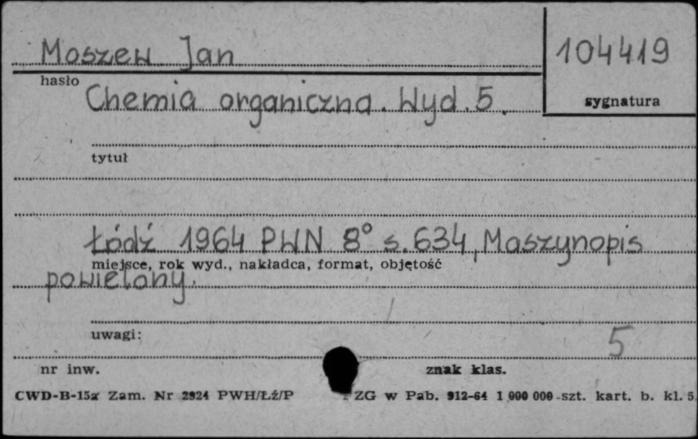 Moszew Jan
104419
hasło
sygnatura
Chemia organiczna. Wyd. 5.
tytuł
Łódź 1964 PWN 8° s. 634, Maszynopis
miejsce, rok wyd., nakładca, format, objętość
powielony.
uwagi:
5
nr inw.
znak klas.
CWD-B-15a Zam. Nr 2924 PWH/Łź/P ZG w Pab. 912-64 1 000 000 szt. kart. b. kl. 5